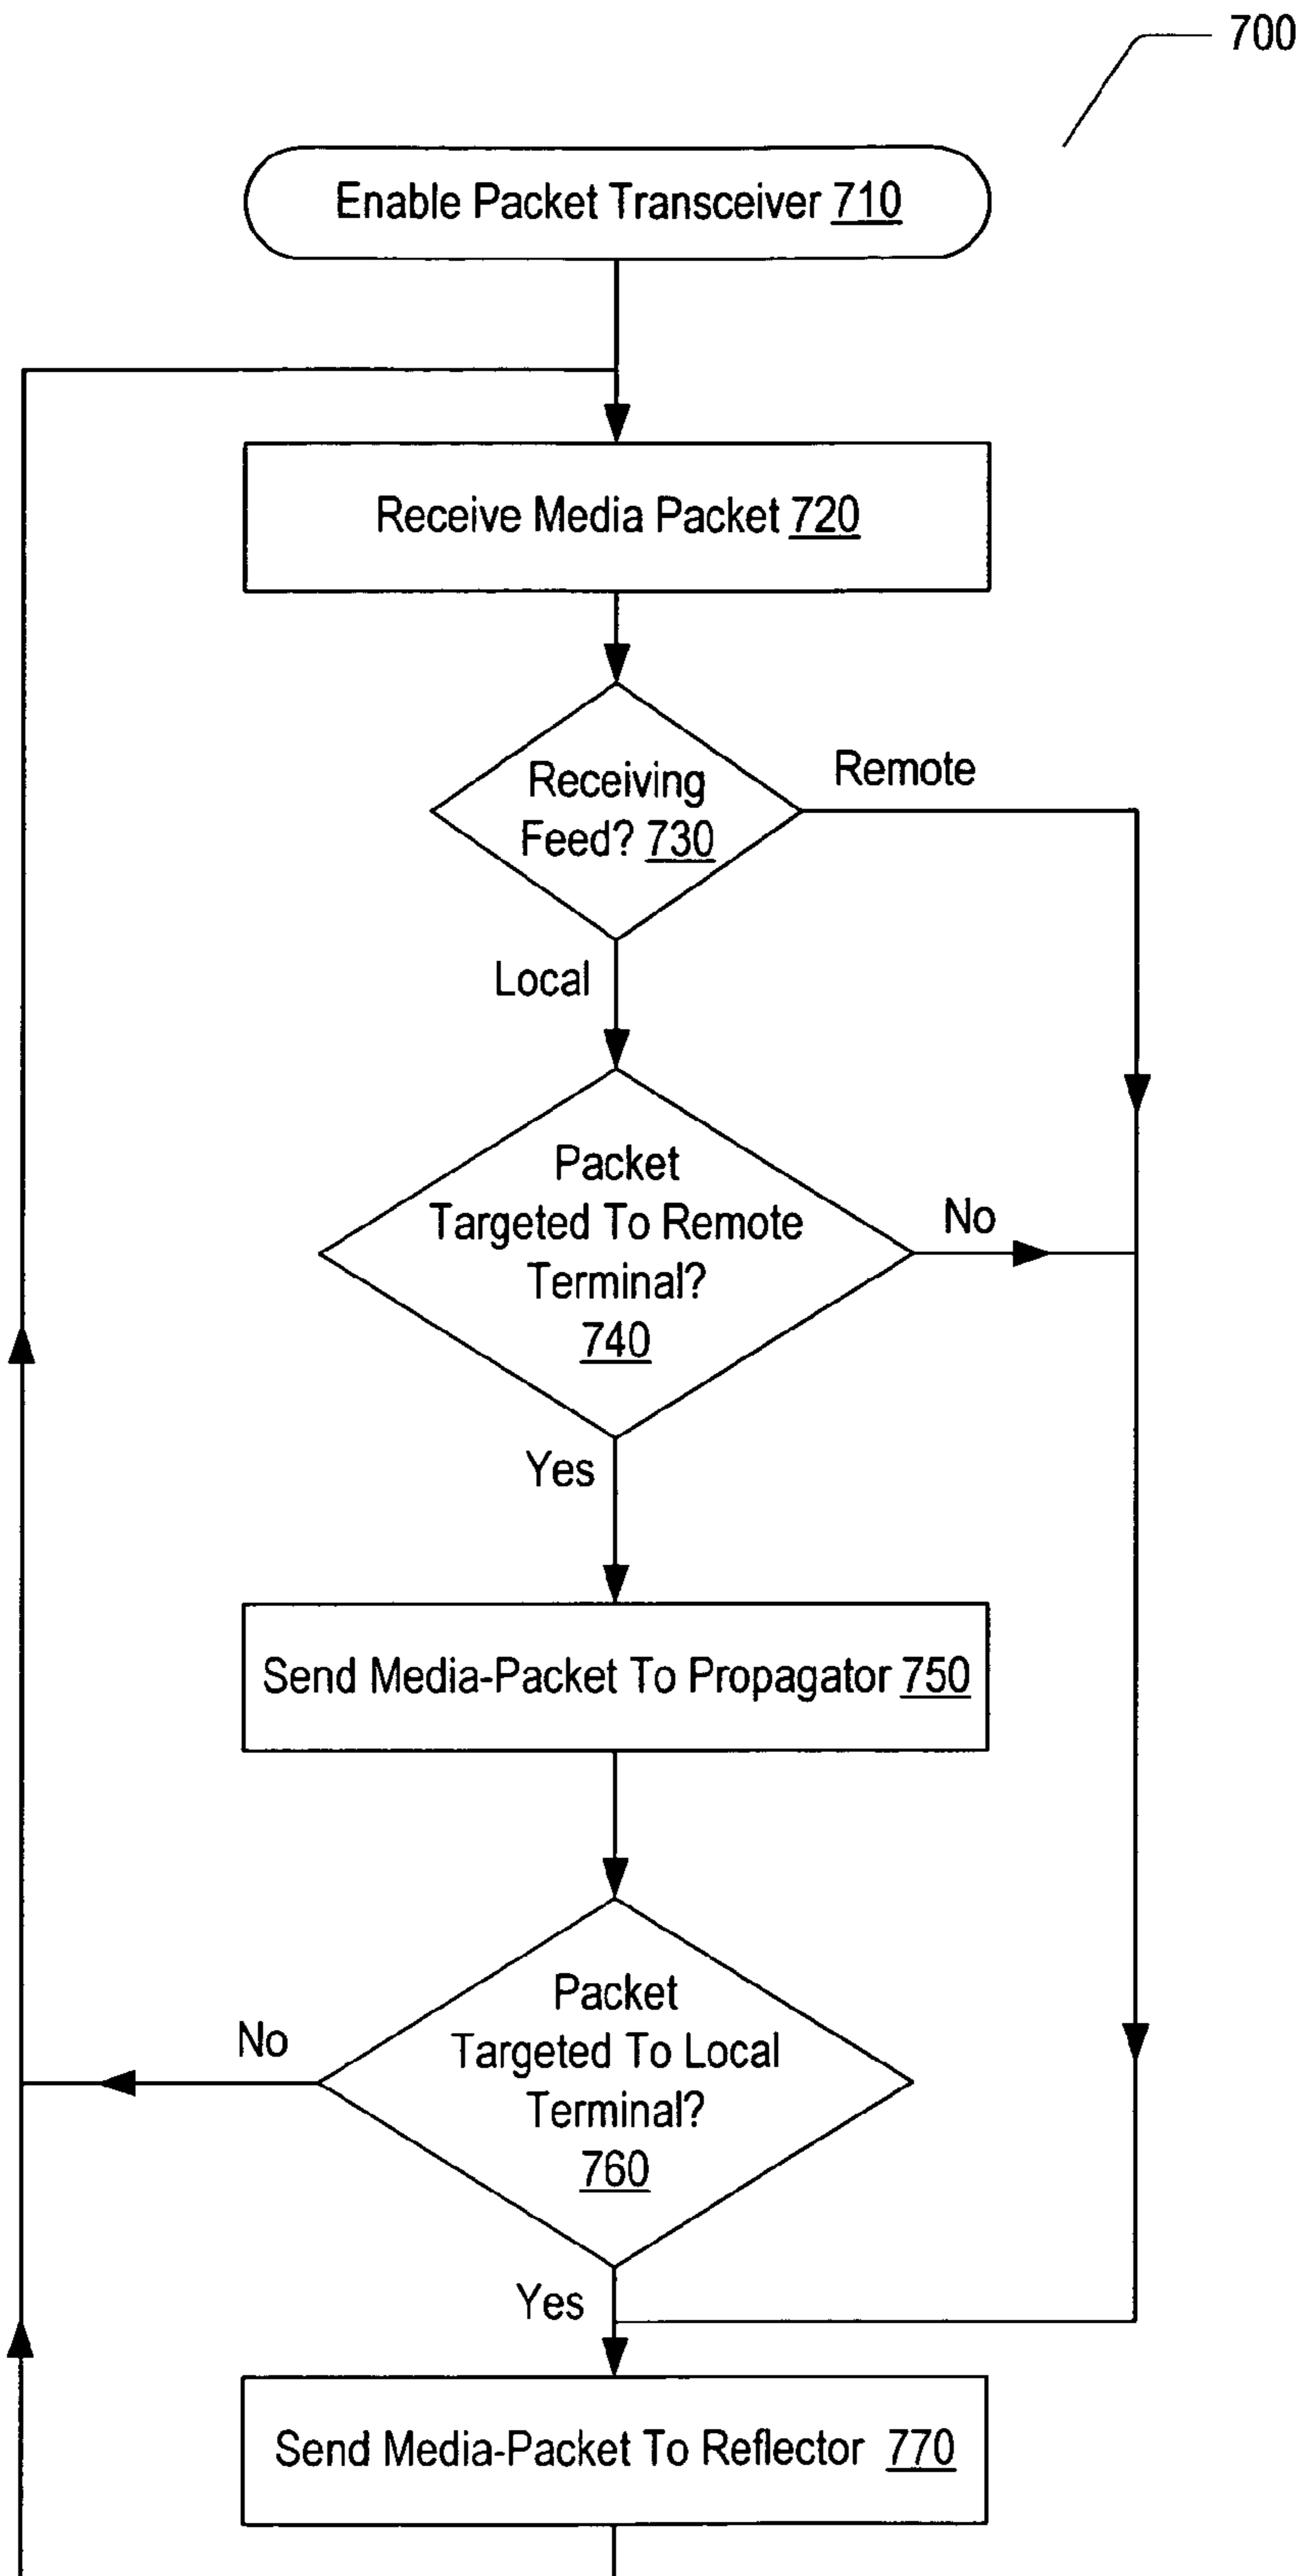 700
Enable Packet Transceiver 710
Receive Media Packet 720
Receiving
Feed? 730
Remote
Local
Packet
Targeted To Remote
Terminal?
740
No
Yes
Send Media-Packet To Propagator 750
Packet
Targeted To Local
Terminal?
760
No
Yes
Send Media-Packet To Reflector 770